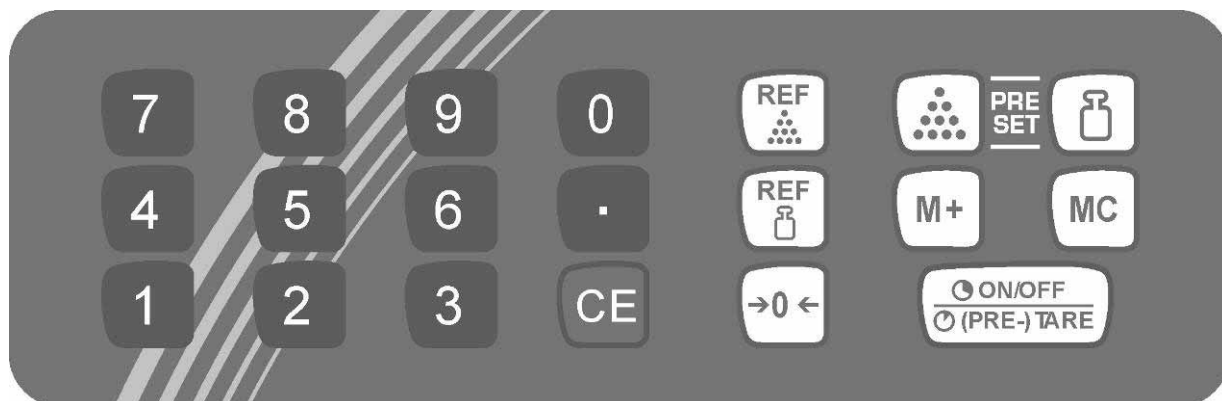 7 8 9 0 REF PRE SET
4 5 6 . REF M+ MC
1 2 3 CE →0← ON/OFF
(PRE-) TARE